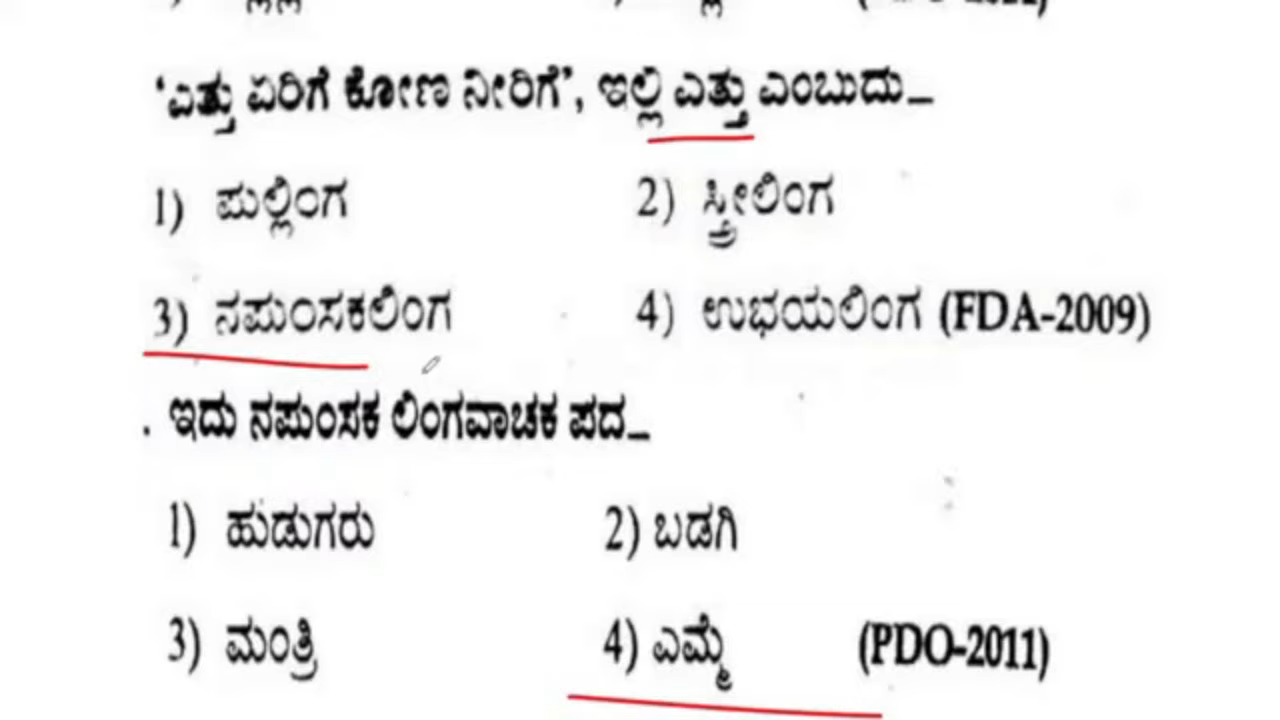 'ಎತ್ತು ಏರಿಗೆ ಕೋಣ ನೀರಿಗೆ', ಇಲ್ಲಿ ಎತ್ತು ಎಂಬುದು_
1) ಪುಲ್ಲಿಂಗ 2) ಸ್ತ್ರೀಲಿಂಗ
3) ನಪುಂಸಕಲಿಂಗ 4) ಉಭಯಲಿಂಗ (FDA-2009)
. ಇದು ನಪುಂಸಕ ಲಿಂಗವಾಚಕ ಪದ_
1) ಹುಡುಗರು 2) ಬಡಗಿ
3) ಮಂತ್ರಿ 4) ಎಮ್ಮೆ (PDO-2011)